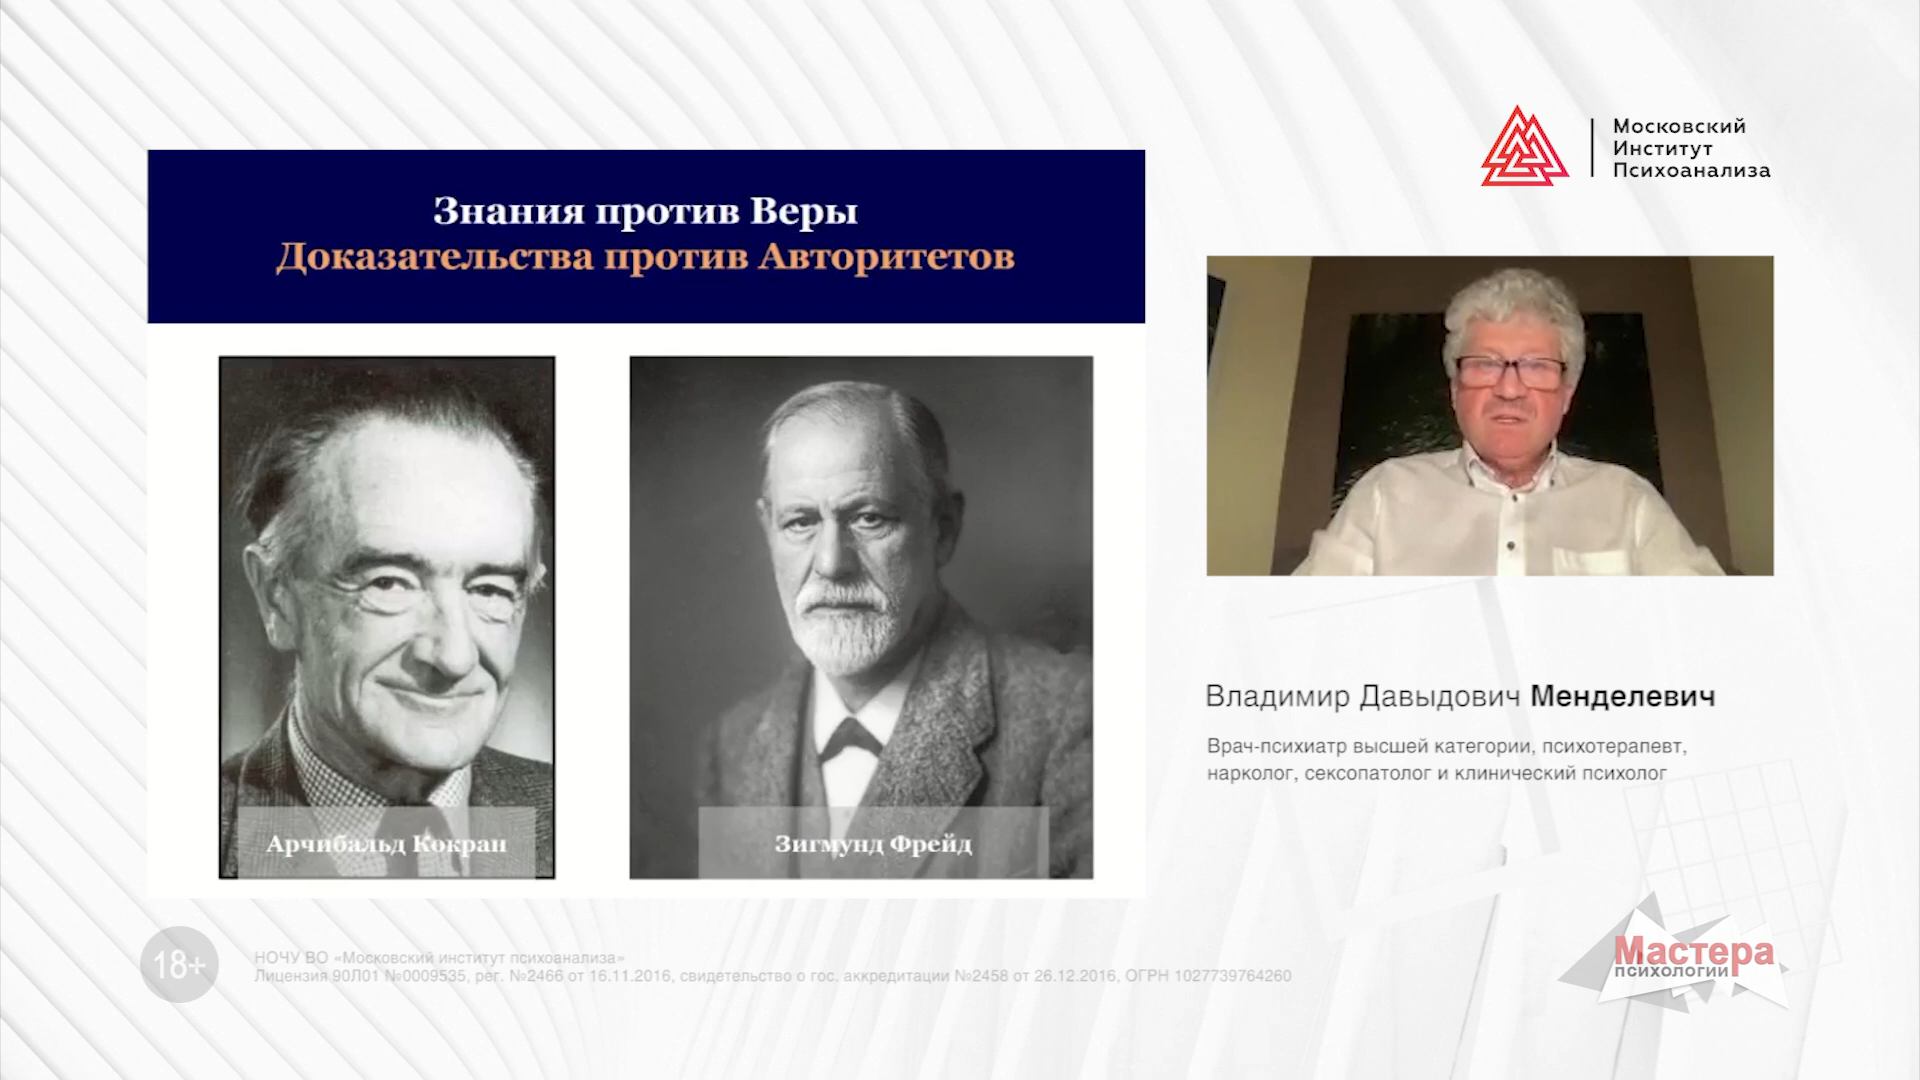 Московский
Институт
Психоанализа
Знания против Веры
Доказательства против Авторитетов
Арчибальд Кокран
Зигмунд Фрейд
Владимир Давыдович Менделевич
Врач-психиатр высшей категории, психотерапевт,
нарколог, сексопатолог и клинический психолог
18+
НОЧУ ВО «Московский институт психоанализа»
Лицензия 90Л01 №0009535, рег. №2466 от 16.11.2016, свидетельство о гос. аккредитации №2458 от 26.12.2016, ОГРН 1027739764260
Мастера
психологии